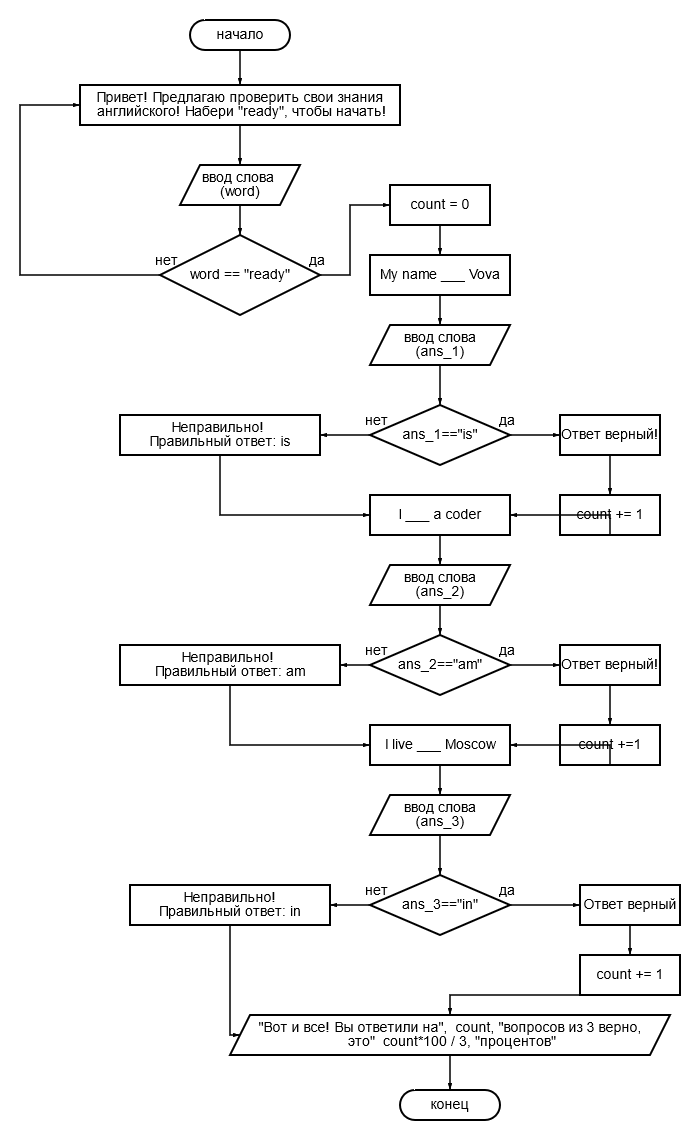 начало
Привет! Предлагаю проверить свои знания
английского! Набери "ready", чтобы начать!
ввод слова
(word)
count = 0
нет
word == "ready"
да
My name ___ Vova
ввод слова
(ans_1)
Неправильно!
Правильный ответ: is
нет
ans_1=="is"
да
Ответ верный!
I ___ a coder
count += 1
ввод слова
(ans_2)
Неправильно!
Правильный ответ: am
нет
ans_2=="am"
да
Ответ верный!
I live ___ Moscow
count +=1
ввод слова
(ans_3)
Неправильно!
Правильный ответ: in
нет
ans_3=="in"
да
Ответ верный
count += 1
"Вот и все! Вы ответили на",  count, "вопросов из 3 верно,
это"  count*100 / 3, "процентов"
конец